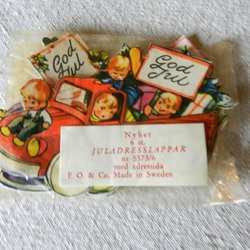 God
Jul
God
Jul
Nyhet
6 st.
JULADRESSLAPPAR
nr 5573/6
med adressida
E. O. & Co. Made in Sweden